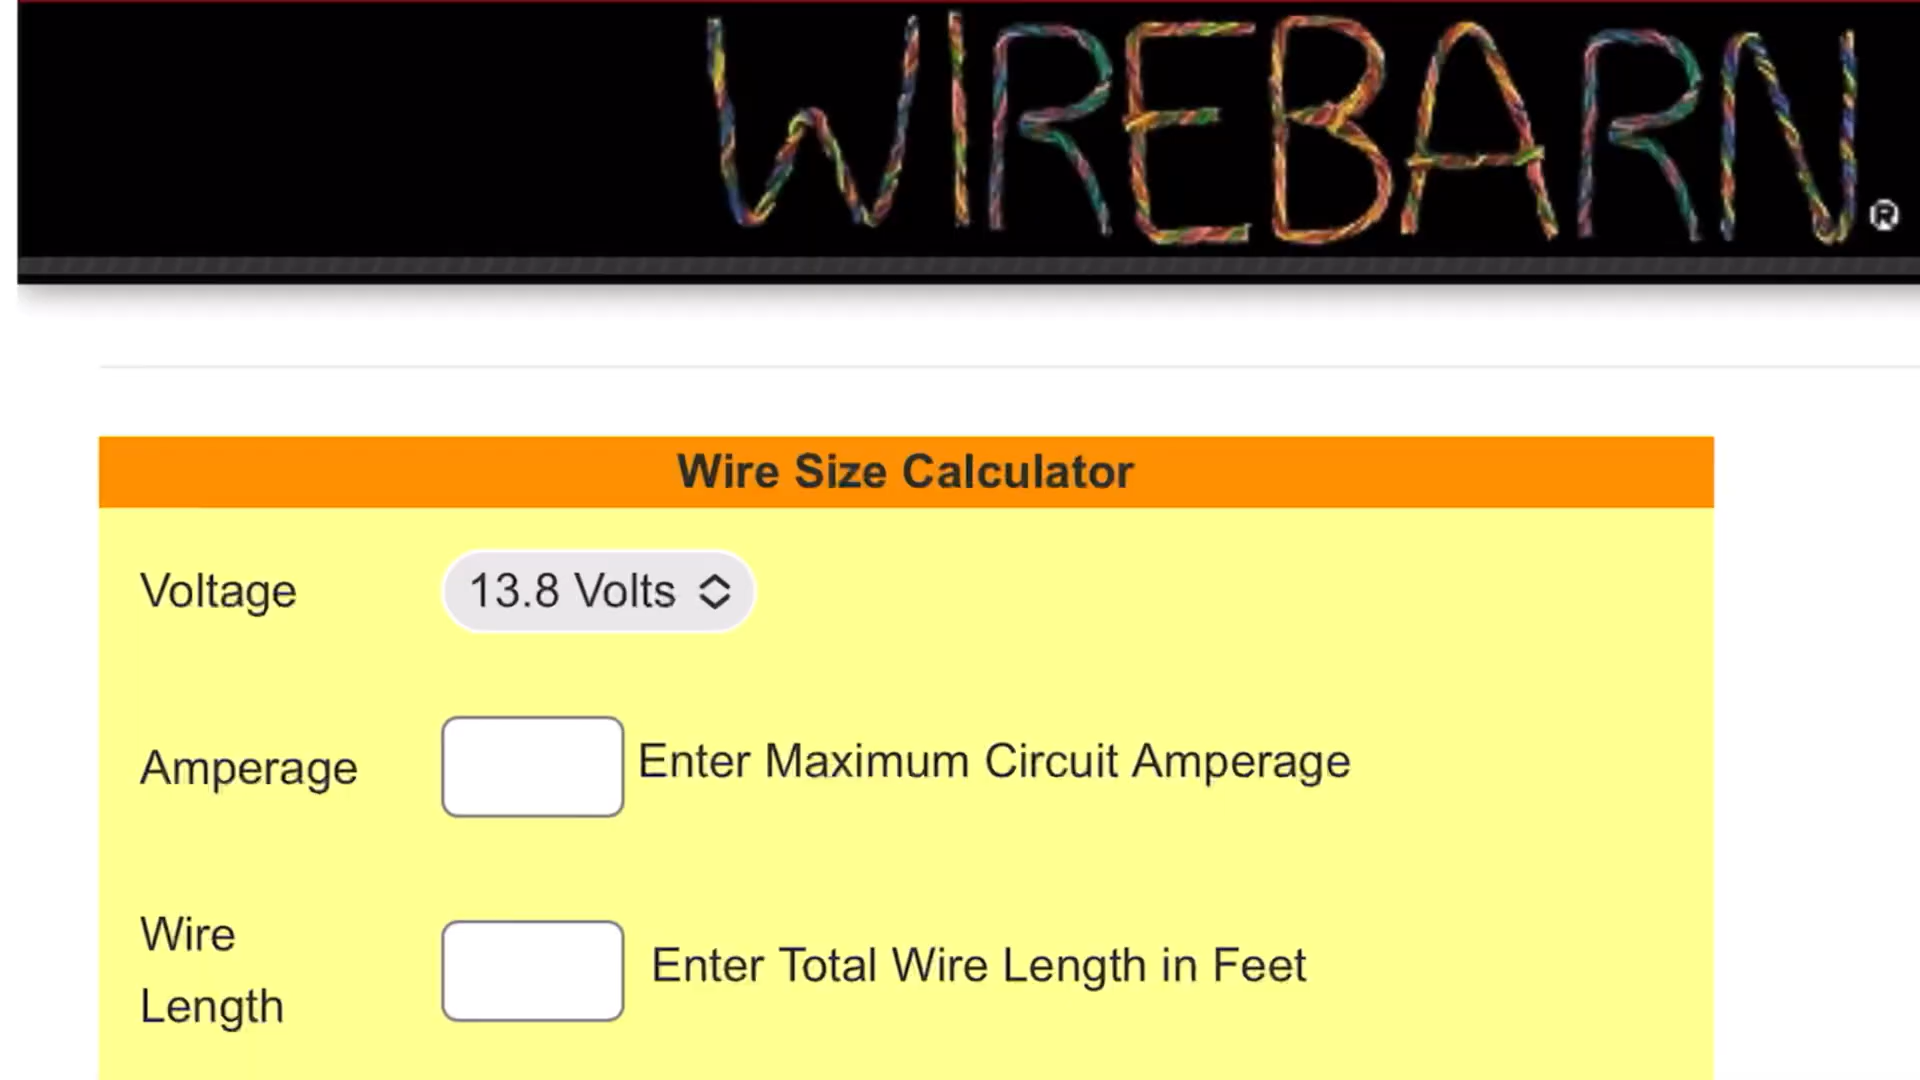 WIREBARN®
Wire Size Calculator
Voltage 13.8 Volts
Amperage Enter Maximum Circuit Amperage
Wire
Length Enter Total Wire Length in Feet